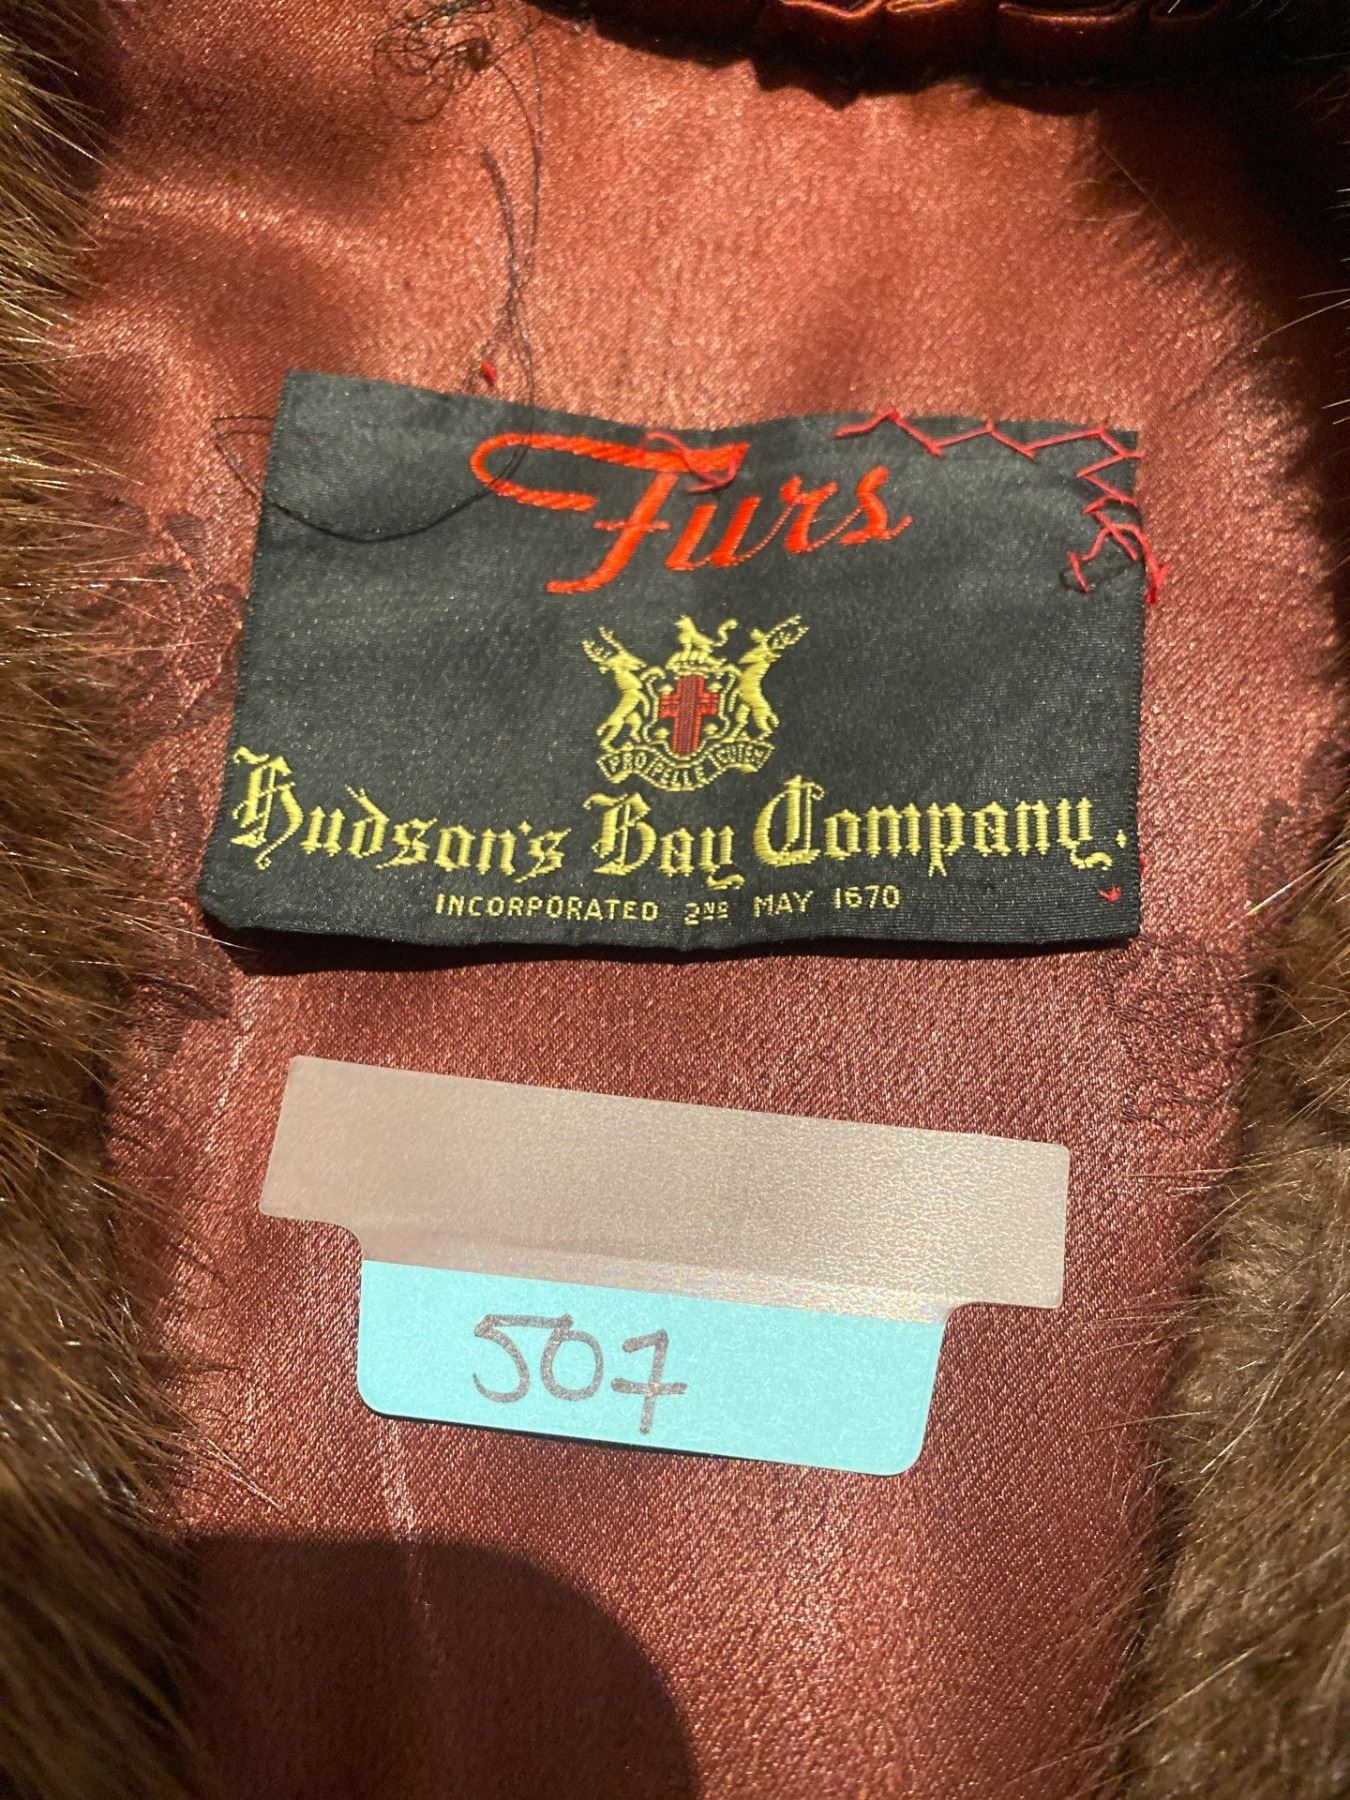 Furs
PRO PELLE CUTEM
Hudson's Bay Company.
INCORPORATED 2ND MAY 1670
507